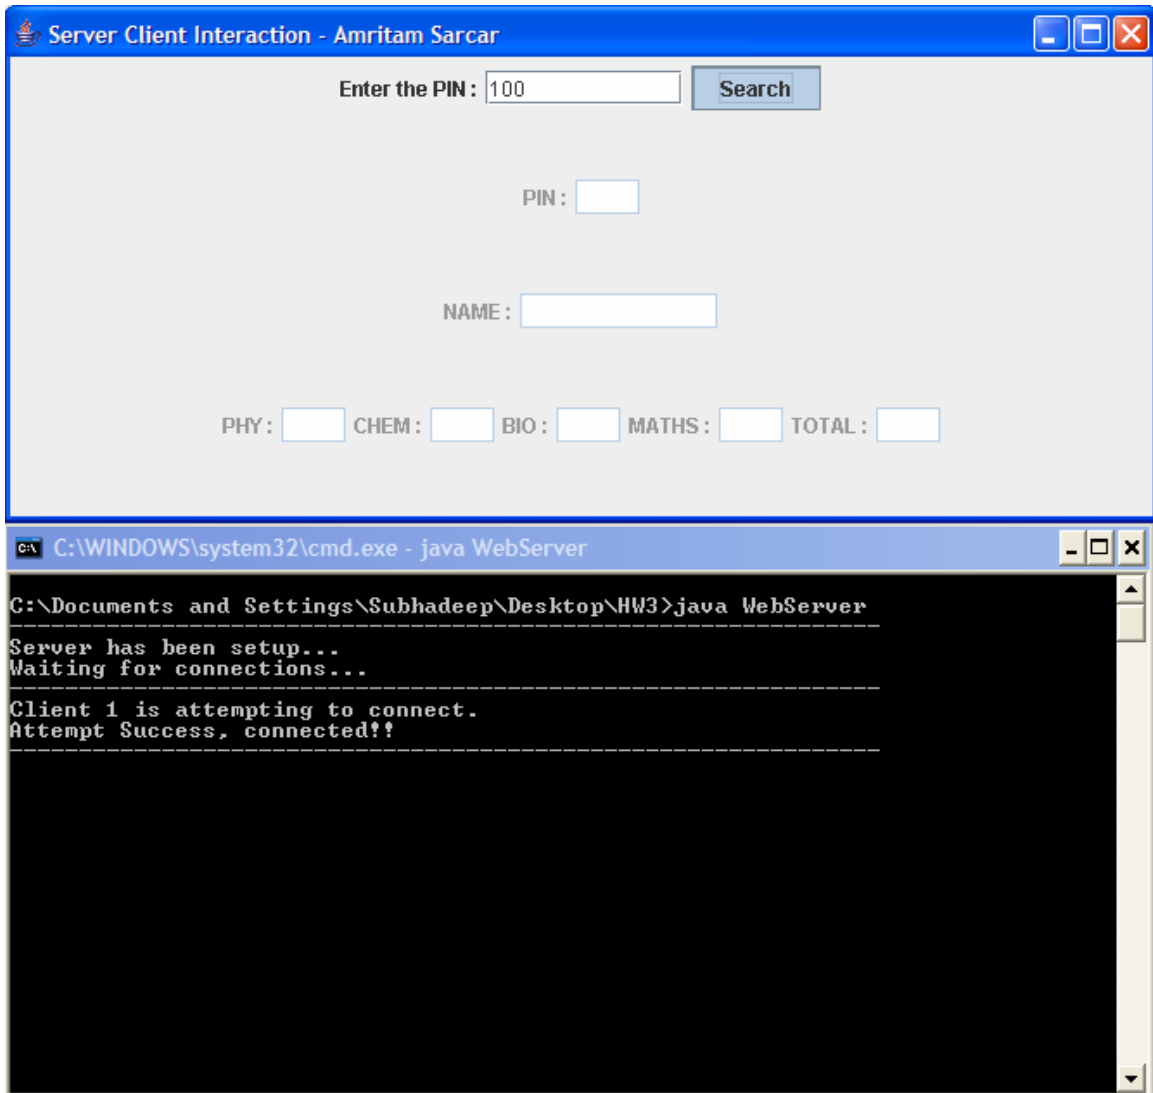 Server Client Interaction - Amritam Sarcar
Enter the PIN : 100 Search
PIN :
NAME :
PHY : CHEM : BIO : MATHS : TOTAL :
C:\WINDOWS\system32\cmd.exe - java WebServer
C:\Documents and Settings\Subhadeep\Desktop\HW3>java WebServer
Server has been setup...
Waiting for connections...
Client 1 is attempting to connect.
Attempt Success, connected!!